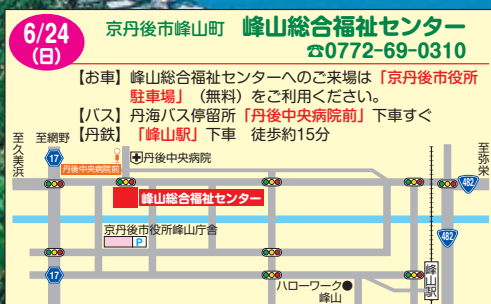 6/24
(日)
京丹後市峰山町 峰山総合福祉センター
☎0772-69-0310
【お車】峰山総合福祉センターへのご来場は「京丹後市役所
駐車場」（無料）をご利用ください。
【バス】丹海バス停留所「丹後中央病院前」下車すぐ
【丹鉄】「峰山駅」下車 徒歩約15分
至久美浜
至網野
至弥栄
17
丹後中央病院前
丹後中央病院
482
峰山総合福祉センター
京丹後市役所峰山庁舎
P
482
17
ハローワーク
峰山
峰山駅